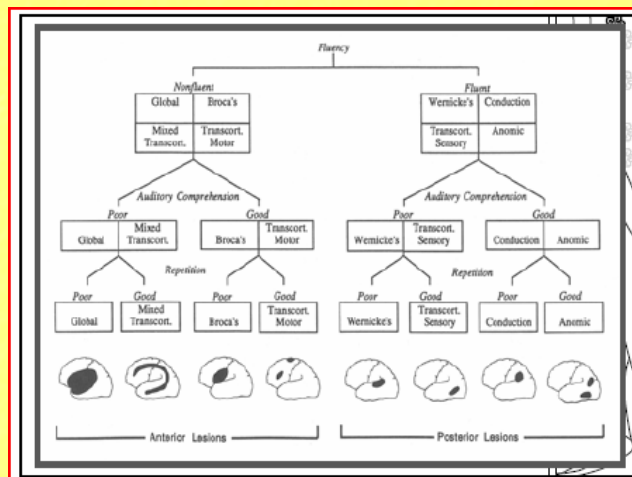 Fluency
Nonfluent Fluent
Global Broca's Wernicke's Conduction
Mixed Transcort. Transcort. Motor Transcort. Sensory Anomic
Auditory Comprehension Auditory Comprehension
Poor Good Poor Good
Global Mixed Transcort. Broca's Transcort. Motor Wernicke's Transcort. Sensory Conduction Anomic
Repetition Repetition
Poor Good Poor Good Poor Good Poor Good
Global Mixed Transcort. Broca's Transcort. Motor Wernicke's Transcort. Sensory Conduction Anomic
Anterior Lesions Posterior Lesions